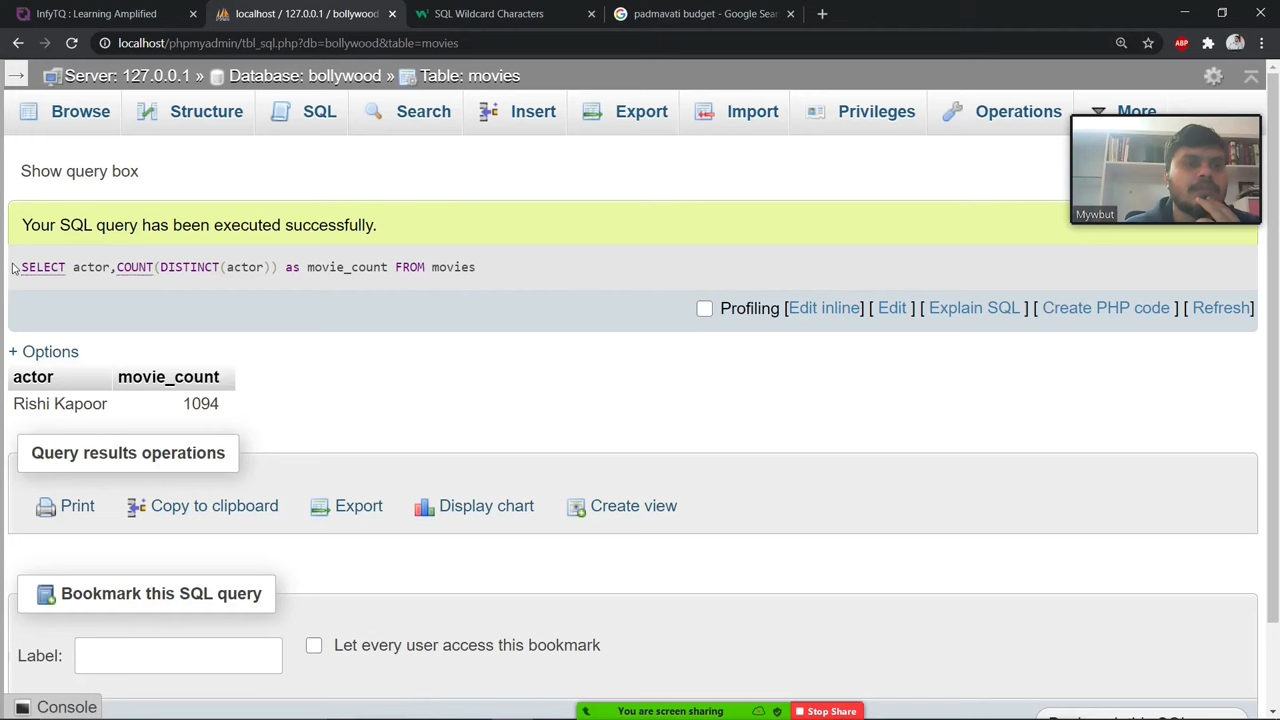 InfyTQ : Learning Amplified
localhost / 127.0.0.1 / bollywood
SQL Wildcard Characters
padmavati budget - Google Sea
localhost/phpmyadmin/tbl_sql.php?db=bollywood&table=movies
ABP
Server: 127.0.0.1 » Database: bollywood » Table: movies
Browse Structure SQL Search Insert Export Import Privileges Operations More
Mywbut
Show query box
Your SQL query has been executed successfully.
SELECT actor,COUNT(DISTINCT(actor)) as movie_count FROM movies
Profiling [Edit inline] [ Edit ] [ Explain SQL ] [ Create PHP code ] [ Refresh]
+ Options
actor movie_count
Rishi Kapoor 1094
Query results operations
Print Copy to clipboard Export Display chart Create view
Bookmark this SQL query
Label: Let every user access this bookmark
Console
You are screen sharing Stop Share